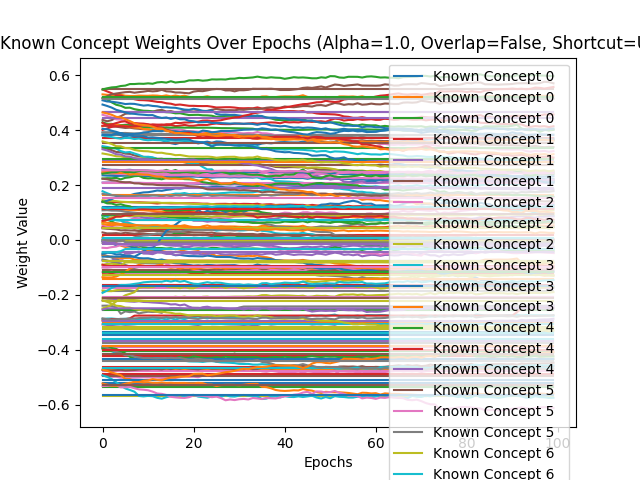 Known Concept Weights Over Epochs (Alpha=1.0, Overlap=False, Shortcut=
Weight Value
0.6
0.4
0.2
0.0
−0.2
−0.4
−0.6
0
20
40
60
80
100
Epochs
Known Concept 0
Known Concept 0
Known Concept 0
Known Concept 1
Known Concept 1
Known Concept 1
Known Concept 2
Known Concept 2
Known Concept 2
Known Concept 3
Known Concept 3
Known Concept 3
Known Concept 4
Known Concept 4
Known Concept 4
Known Concept 5
Known Concept 5
Known Concept 5
Known Concept 6
Known Concept 6